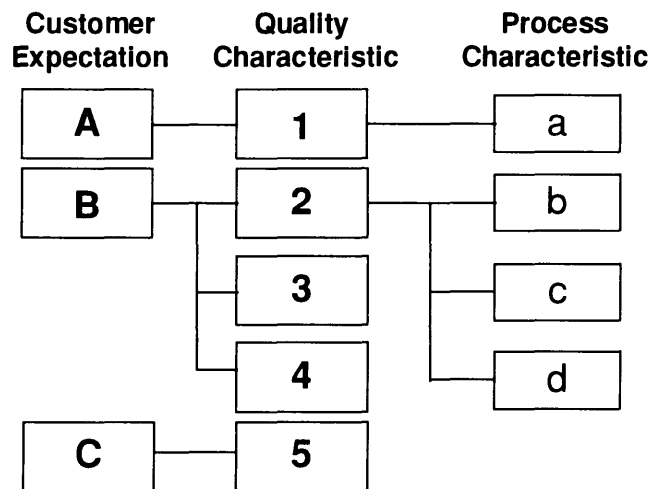 Customer Expectation
Quality Characteristic
Process Characteristic
A
1
a
B
2
b
3
c
4
d
C
5